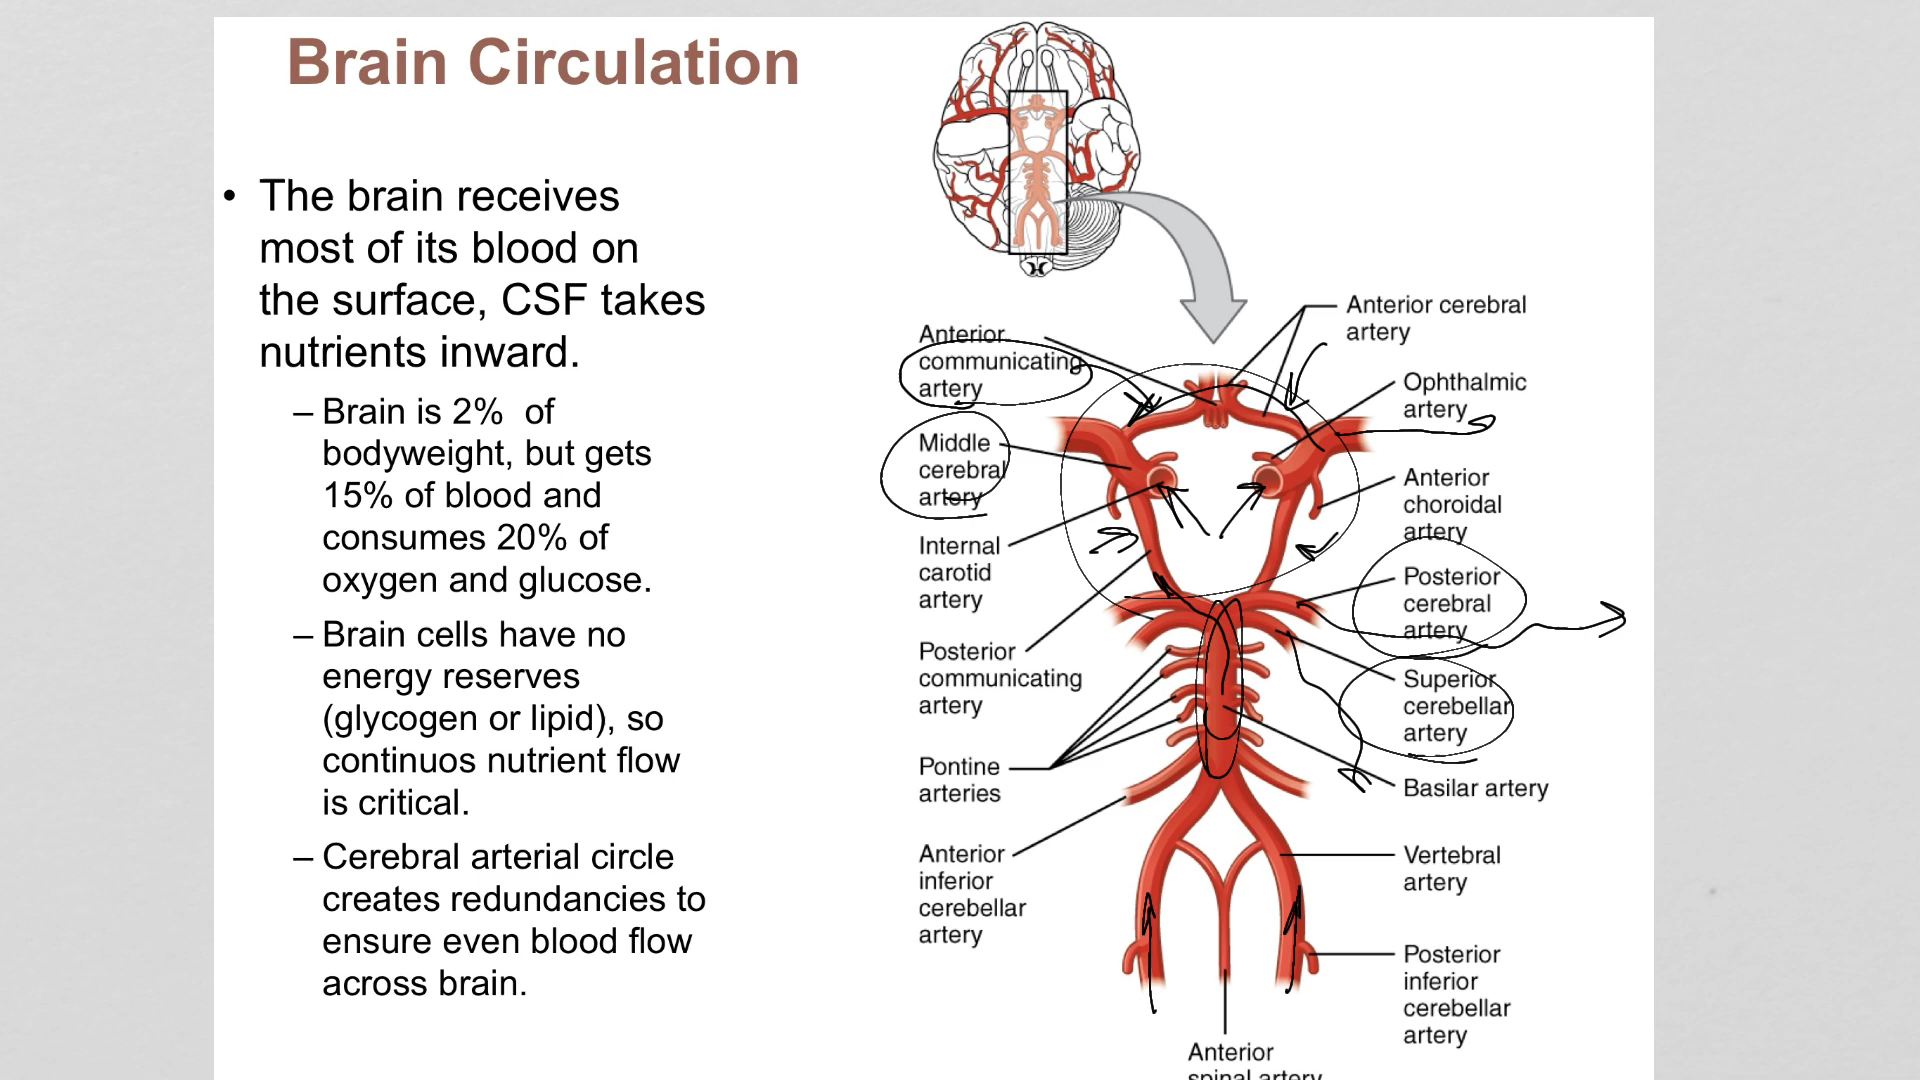 Brain Circulation
• The brain receives
most of its blood on
the surface, CSF takes
nutrients inward.
– Brain is 2% of
bodyweight, but gets
15% of blood and
consumes 20% of
oxygen and glucose.
– Brain cells have no
energy reserves
(glycogen or lipid), so
continuos nutrient flow
is critical.
– Cerebral arterial circle
creates redundancies to
ensure even blood flow
across brain.
Anterior
communicating
artery
Middle
cerebral
artery
Internal
carotid
artery
Posterior
communicating
artery
Pontine
arteries
Anterior
inferior
cerebellar
artery
Anterior cerebral
artery
Ophthalmic
artery
Anterior
choroidal
artery
Posterior
cerebral
artery
Superior
cerebellar
artery
Basilar artery
Vertebral
artery
Posterior
inferior
cerebellar
artery
Anterior
spinal artery